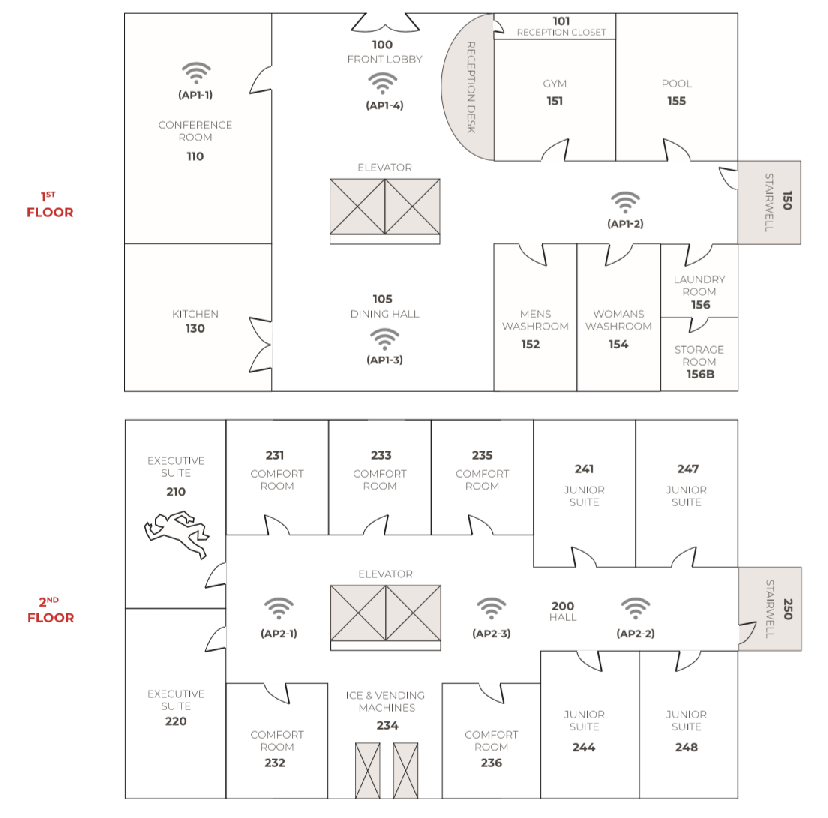 1ST
FLOOR
(AP1-1)
CONFERENCE
ROOM
110
100
FRONT LOBBY
(AP1-4)
RECEPTION DESK
101
RECEPTION CLOSET
GYM
151
POOL
155
ELEVATOR
(AP1-2)
STAIRWELL
150
KITCHEN
130
105
DINING HALL
(AP1-3)
MENS
WASHROOM
152
WOMANS
WASHROOM
154
LAUNDRY
ROOM
156
STORAGE
ROOM
156B
2ND
FLOOR
EXECUTIVE
SUITE
210
231
COMFORT
ROOM
233
COMFORT
ROOM
235
COMFORT
ROOM
241
JUNIOR
SUITE
247
JUNIOR
SUITE
ELEVATOR
(AP2-1)
(AP2-3)
200
HALL
(AP2-2)
STAIRWELL
250
EXECUTIVE
SUITE
220
COMFORT
ROOM
232
ICE & VENDING
MACHINES
234
COMFORT
ROOM
236
JUNIOR
SUITE
244
JUNIOR
SUITE
248